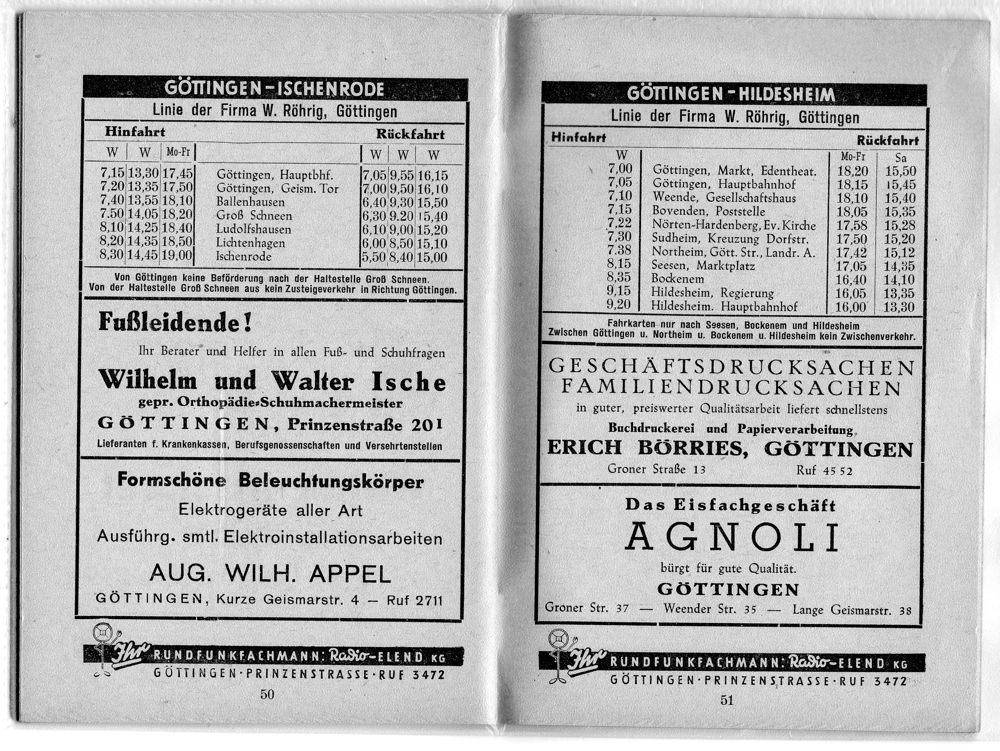 GÖTTINGEN-ISCHENRODE
Linie der Firma W. Röhrig, Göttingen
Hinfahrt Rückfahrt
W W Mo-Fr W W W
7,15 13,30 17,45 Göttingen, Hauptbhf. 7,05 9,55 16,15
7,20 13,35 17,50 Göttingen, Geism. Tor 7,00 9,50 16,10
7,40 13,55 18,10 Ballenhausen 6,40 9,30 15,50
7.50 14,05 18,20 Groß Schneen 6,30 9.20 15,40
8,10 14,25 18,40 Ludolfshausen 6.10 9,00 15,20
8,20 14,35 18,50 Lichtenhagen 6,00 8,50 15,10
8,30 14,45 19,00 Ischenrode 5,50 8,40 15,00
Von Göttingen keine Beförderung nach der Haltestelle Groß Schneen.
Von der Haltestelle Groß Schneen aus kein Zusteigeverkehr in Richtung Göttingen.
Fußleidende!
Ihr Berater und Helfer in allen Fuß- und Schuhfragen
Wilhelm und Walter Ische
gepr. Orthopädie-Schuhmachermeister
GÖTTINGEN, Prinzenstraße 20I
Lieferanten f. Krankenkassen, Berufsgenossenschaften und Versehrtenstellen
Formschöne Beleuchtungskörper
Elektrogeräte aller Art
Ausführg. smtl. Elektroinstallationsarbeiten
AUG. WILH. APPEL
GÖTTINGEN, Kurze Geismarstr. 4 — Ruf 2711
Ihr RUNDFUNKFACHMANN: Radio-ELEND KG
GÖTTINGEN·PRINZENSTRASSE·RUF 3472
50
GÖTTINGEN-HILDESHEIM
Linie der Firma W. Röhrig, Göttingen
Hinfahrt Rückfahrt
W Mo-Fr Sa
7,00 Göttingen, Markt, Edentheat. 18,20 15,50
7,05 Göttingen, Hauptbahnhof 18,15 15,45
7,10 Weende, Gesellschaftshaus 18,10 15,40
7,15 Bovenden, Poststelle 18,05 15,35
7,22 Nörten-Hardenberg, Ev. Kirche 17,58 15,28
7,30 Sudheim, Kreuzung Dorfstr. 17,50 15,20
7.38 Northeim, Gött. Str., Landr. A. 17,42 15,12
8,15 Seesen, Marktplatz 17,05 14,35
8,35 Bockenem 16,40 14,10
9,15 Hildesheim, Regierung 16,05 13,35
9,20 Hildesheim. Hauptbahnhof 16,00 13,30
Fahrkarten nur nach Seesen, Bockenem und Hildesheim
Zwischen Göttingen u. Northeim u. Bockenem u. Hildesheim kein Zwischenverkehr.
GESCHÄFTSDRUCKSACHEN
FAMILIENDRUCKSACHEN
in guter, preiswerter Qualitätsarbeit liefert schnellstens
Buchdruckerei und Papierverarbeitung
ERICH BÖRRIES, GÖTTINGEN
Groner Straße 13 Ruf 45 52
Das Eisfachgeschäft
AGNOLI
bürgt für gute Qualität.
GÖTTINGEN
Groner Str. 37 — Weender Str. 35 — Lange Geismarstr. 38
Ihr RUNDFUNKFACHMANN: Radio-ELEND KG
GÖTTINGEN·PRINZENSTRASSE·RUF 3472
51